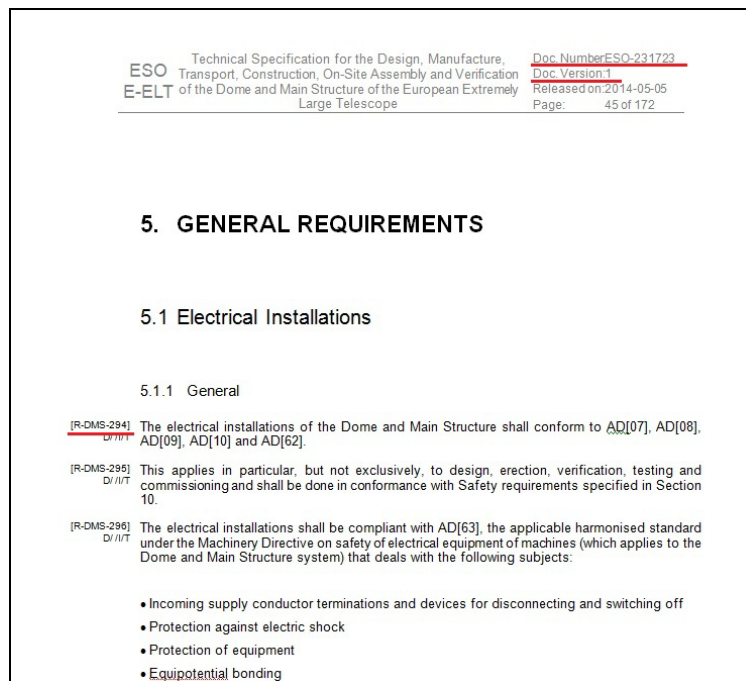 ESO
E-ELT
Technical Specification for the Design, Manufacture,
Transport, Construction, On-Site Assembly and Verification
of the Dome and Main Structure of the European Extremely
Large Telescope
Doc. Number:ESO-231723
Doc. Version:1
Released on:2014-05-05
Page: 45 of 172
5. GENERAL REQUIREMENTS
5.1 Electrical Installations
5.1.1 General
[R-DMS-294]
D/ /I/T
The electrical installations of the Dome and Main Structure shall conform to AD[07], AD[08],
AD[09], AD[10] and AD[62].
[R-DMS-295]
D/ /I/T
This applies in particular, but not exclusively, to design, erection, verification, testing and
commissioning and shall be done in conformance with Safety requirements specified in Section
10.
[R-DMS-296]
D/ /I/T
The electrical installations shall be compliant with AD[63], the applicable harmonised standard
under the Machinery Directive on safety of electrical equipment of machines (which applies to the
Dome and Main Structure system) that deals with the following subjects:
• Incoming supply conductor terminations and devices for disconnecting and switching off
• Protection against electric shock
• Protection of equipment
• Equipotential bonding